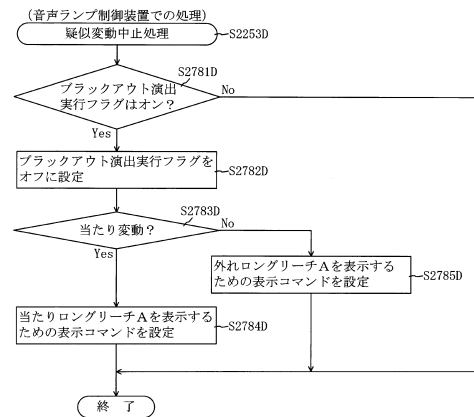 (音声ランプ制御装置での処理)
疑似変動中止処理
S2253D
S2781D
ブラックアウト演出
実行フラグはオン?
No
Yes
ブラックアウト演出実行フラグを
オフに設定
S2782D
S2783D
当たり変動?
No
Yes
外れロングリーチAを表示する
ための表示コマンドを設定
S2785D
当たりロングリーチAを表示する
ための表示コマンドを設定
S2784D
終 了